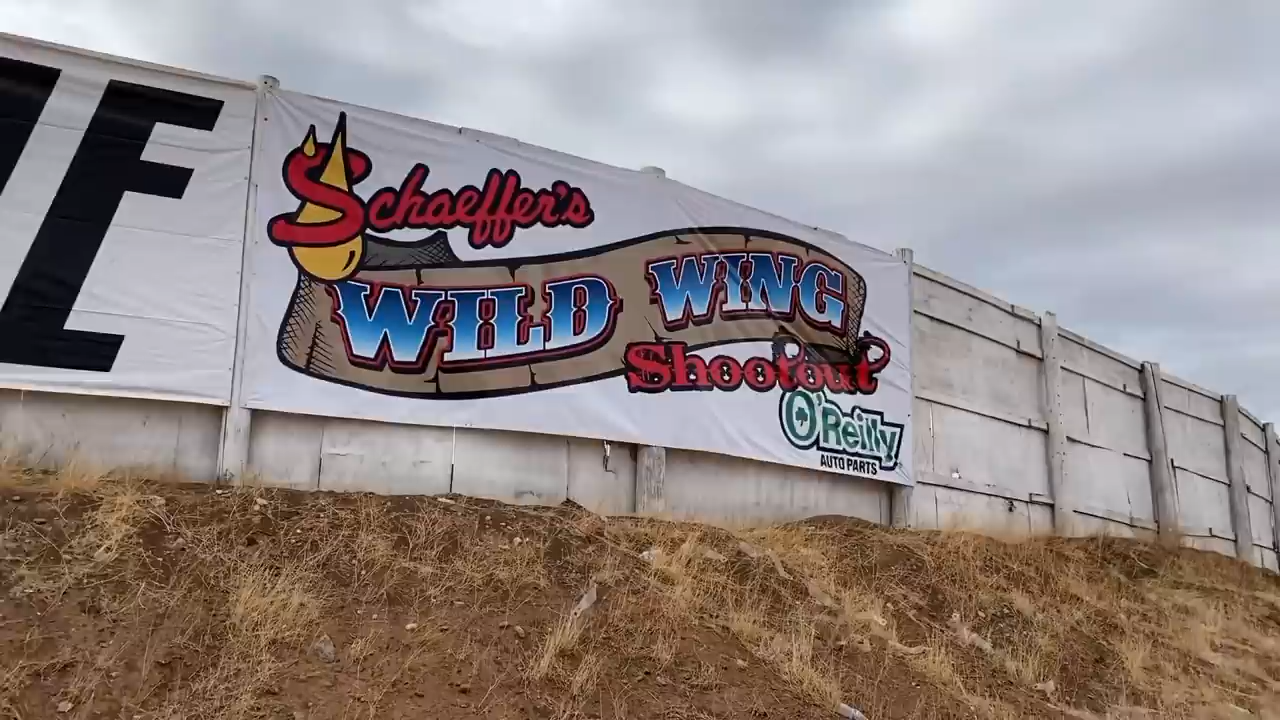 E
Schaeffer's
WILD WING
Shootout
O'Reilly
AUTO PARTS